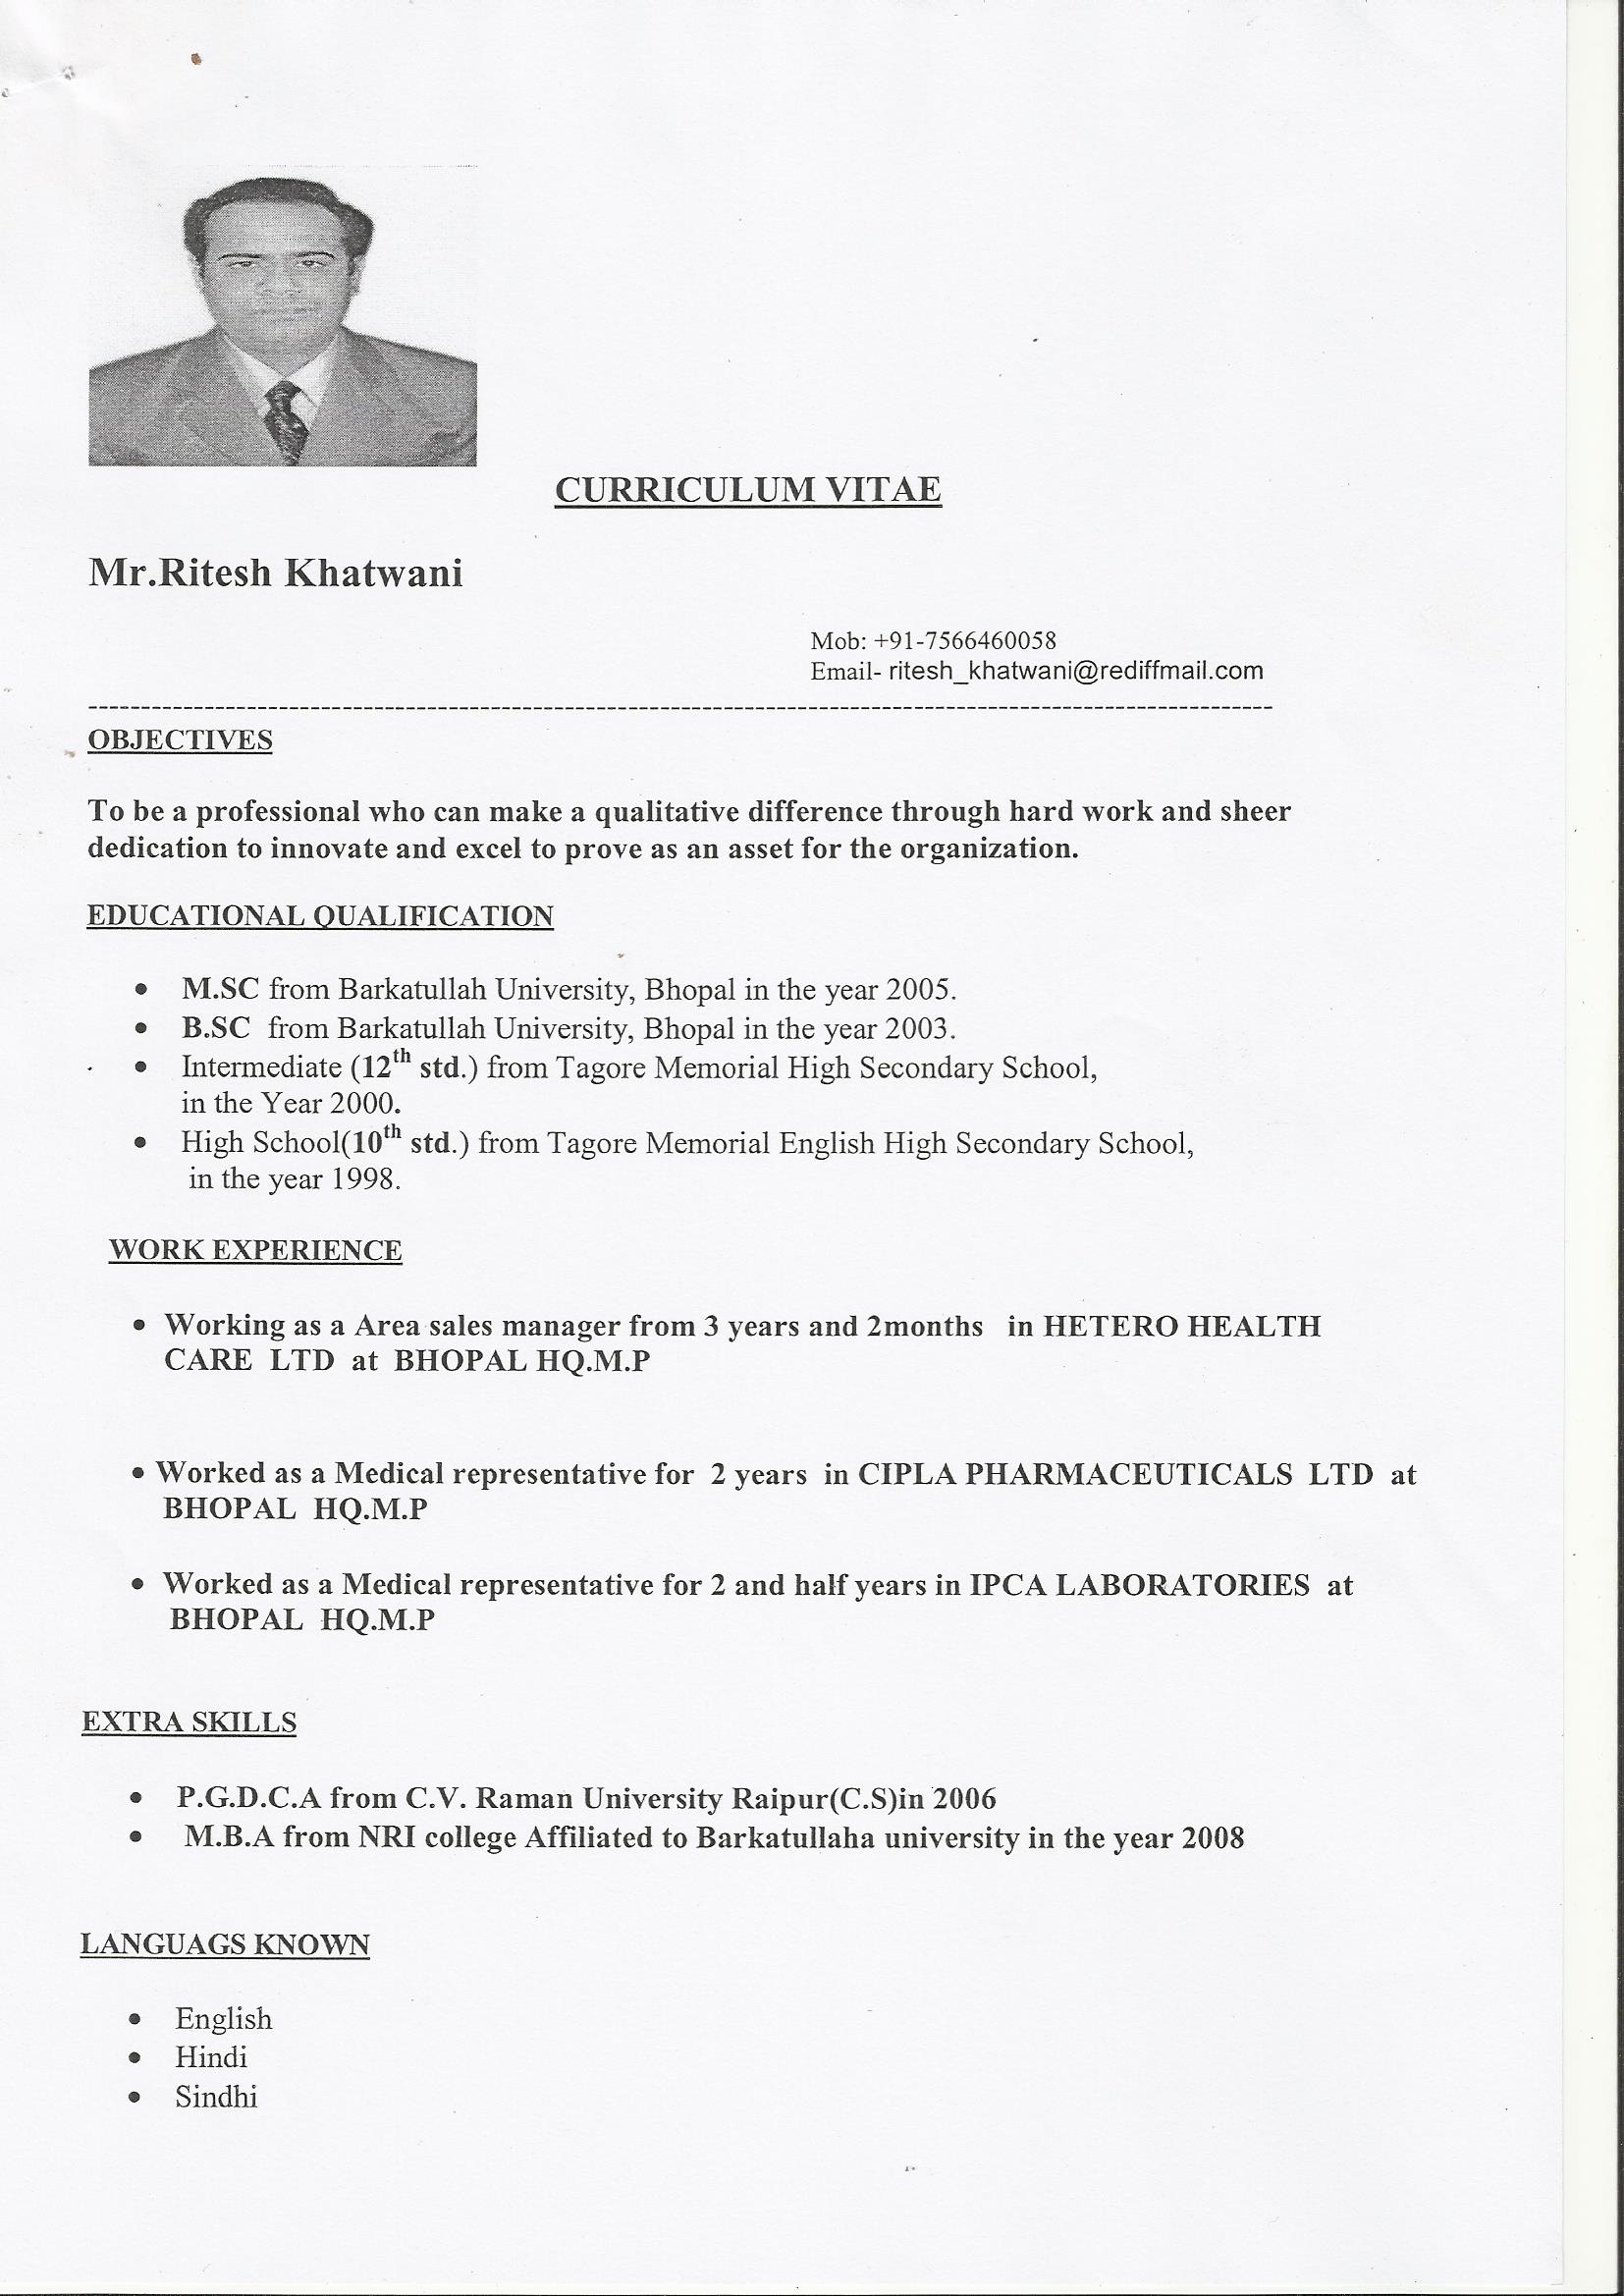 CURRICULUM VITAE
Mr.Ritesh Khatwani
Mob: +91-7566460058
Email- ritesh_khatwani@rediffmail.com
--------------------------------------------------------------------------------------------------------------------
OBJECTIVES
To be a professional who can make a qualitative difference through hard work and sheer
dedication to innovate and excel to prove as an asset for the organization.
EDUCATIONAL QUALIFICATION
• M.SC from Barkatullah University, Bhopal in the year 2005.
• B.SC from Barkatullah University, Bhopal in the year 2003.
• Intermediate (12th std.) from Tagore Memorial High Secondary School,
in the Year 2000.
• High School(10th std.) from Tagore Memorial English High Secondary School,
in the year 1998.
WORK EXPERIENCE
• Working as a Area sales manager from 3 years and 2months in HETERO HEALTH
CARE LTD at BHOPAL HQ.M.P
• Worked as a Medical representative for 2 years in CIPLA PHARMACEUTICALS LTD at
BHOPAL HQ.M.P
• Worked as a Medical representative for 2 and half years in IPCA LABORATORIES at
BHOPAL HQ.M.P
EXTRA SKILLS
• P.G.D.C.A from C.V. Raman University Raipur(C.S)in 2006
• M.B.A from NRI college Affiliated to Barkatullaha university in the year 2008
LANGUAGS KNOWN
• English
• Hindi
• Sindhi